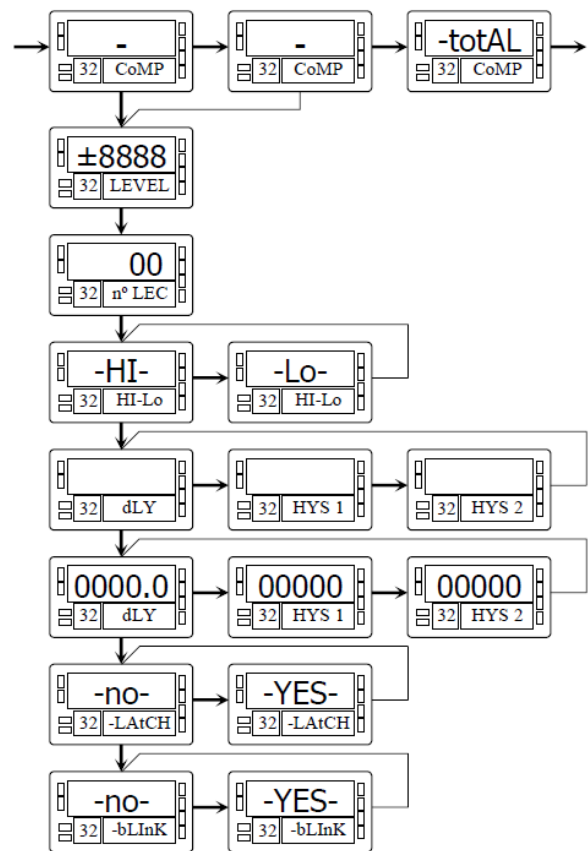 - - -totAL
32 CoMP 32 CoMP 32 CoMP
±8888
32 LEVEL
00
32 nº LEC
-HI- -Lo-
32 HI-Lo 32 HI-Lo
32 dLY 32 HYS 1 32 HYS 2
0000.0 00000 00000
32 dLY 32 HYS 1 32 HYS 2
-no- -YES-
32 -LAtCH 32 -LAtCH
-no- -YES-
32 -bLInK 32 -bLInK